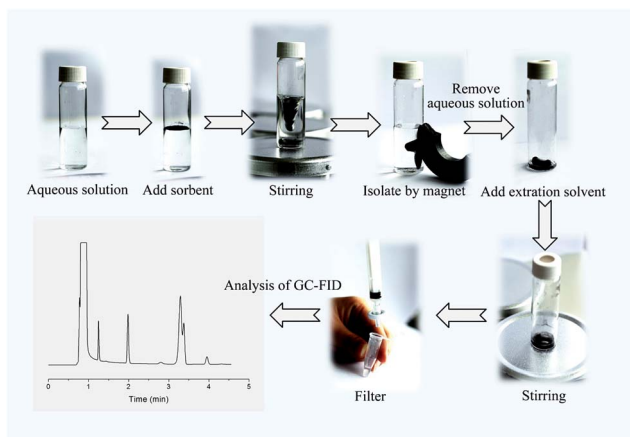 Aqueous solution
Add sorbent
Stirring
Isolate by magnet
Remove
aqueous solution
Add extration solvent
Stirring
Filter
Analysis of GC-FID
0 1 2 3 4 5
Time (min)